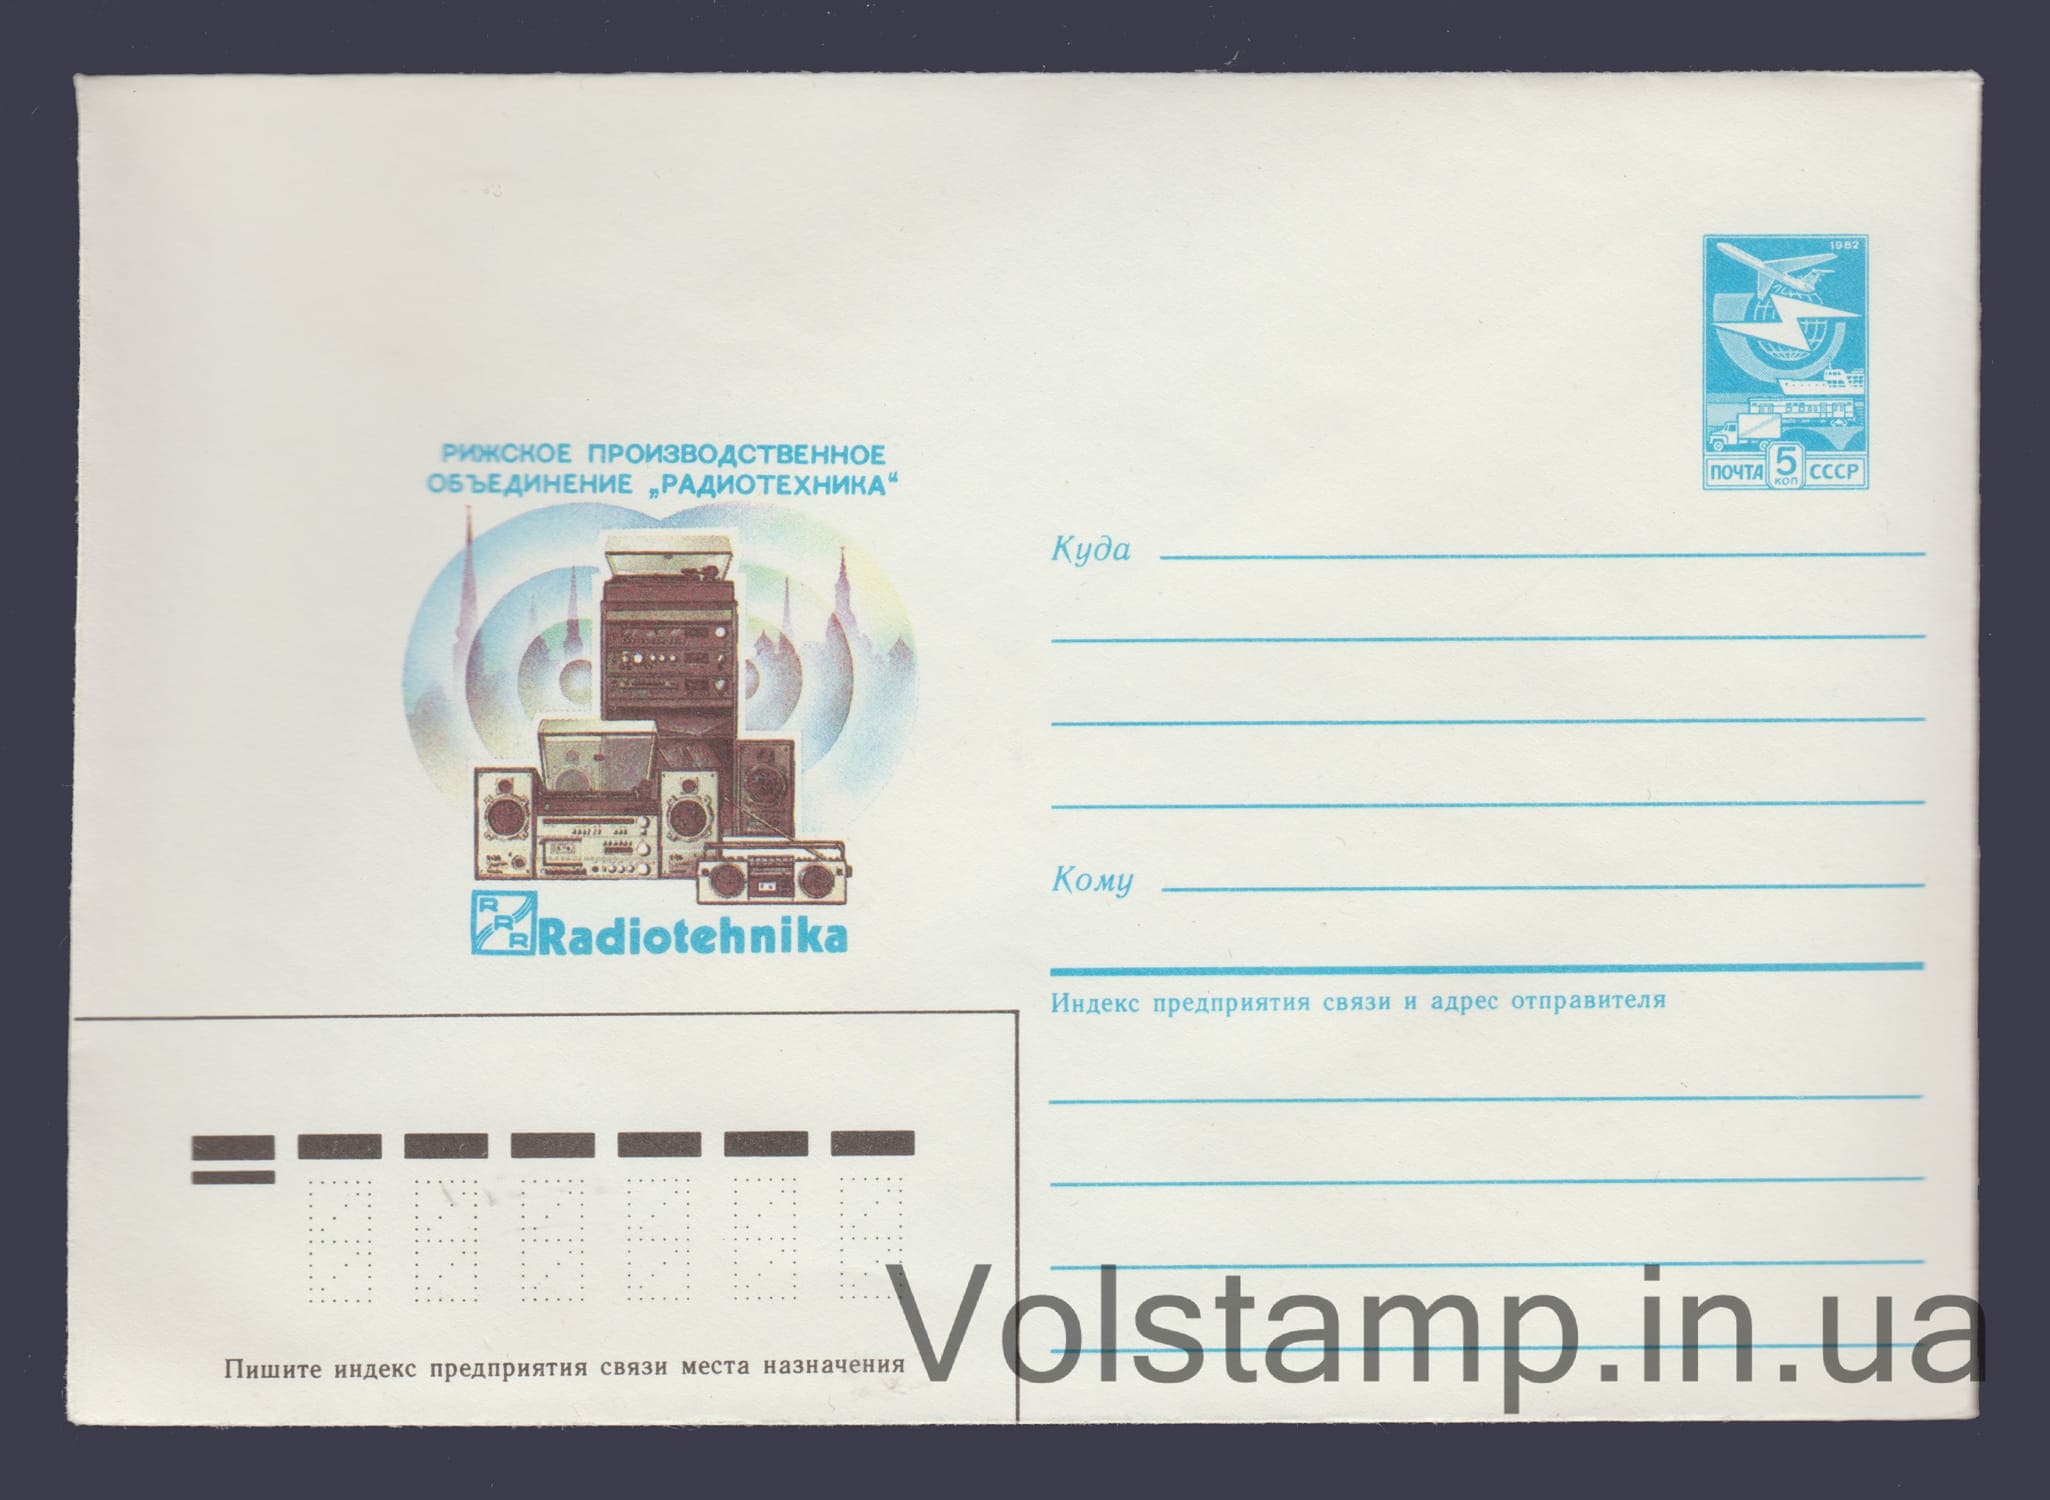 1982
ПОЧТА 5 КОП СССР
РИЖСКОЕ ПРОИЗВОДСТВЕННОЕ
ОБЪЕДИНЕНИЕ „РАДИОТЕХНИКА“
RRR Radiotehnika
Куда
Кому
Индекс предприятия связи и адрес отправителя
Пишите индекс предприятия связи места назначения
Volstamp.in.ua